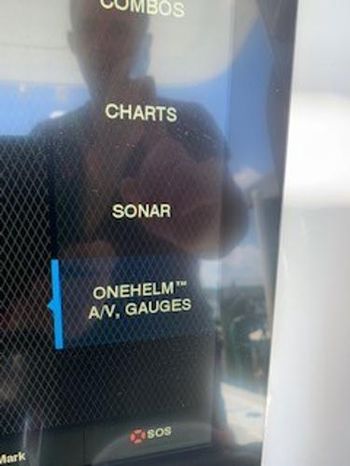 COMBOS
CHARTS
SONAR
ONEHELM™
A/V, GAUGES
Mark
SOS